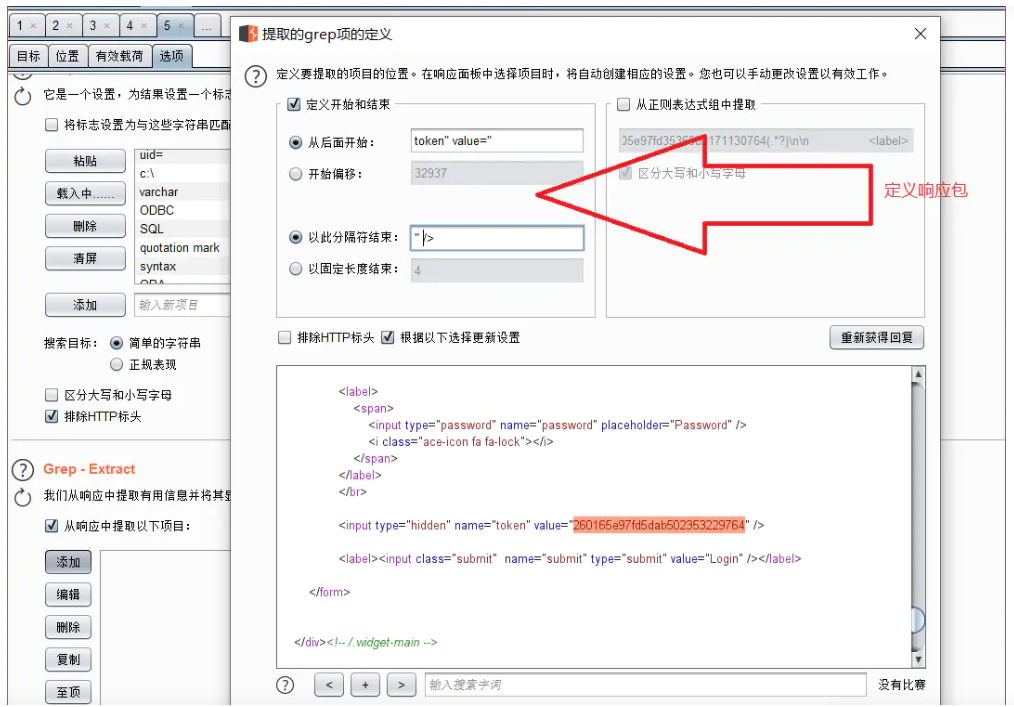 1 × 2 × 3 × 4 × 5 × ...
目标 位置 有效载荷 选项
它是一个设置，为结果设置一个标志
将标志设置为与这些字符串匹配
粘贴
载入中......
删除
清屏
添加
uid=
c:\
varchar
ODBC
SQL
quotation mark
syntax
ORA
输入新项目
搜索目标：
简单的字符串
正规表现
区分大写和小写字母
排除HTTP标头
Grep - Extract
我们从响应中提取有用信息并将其显
从响应中提取以下项目：
添加
编辑
删除
复制
至顶
提取的grep项的定义
定义要提取的项目的位置。在响应面板中选择项目时，将自动创建相应的设置。您也可以手动更改设置以有效工作。
定义开始和结束
从后面开始：
token" value="
开始偏移：
32937
以此分隔符结束：
" />
以固定长度结束：
4
从正则表达式组中提取
171130764(.*?)\n\n <label>
区分大写和小写字母
定义响应包
排除HTTP标头
根据以下选择更新设置
重新获得回复
<label>
<span>
<input type="password" name="password" placeholder="Password" />
<i class="ace-icon fa fa-lock"></i>
</span>
</label>
</br>
<input type="hidden" name="token" value="260165e97fd5dab502353229764" />
<label><input class="submit" name="submit" type="submit" value="Login" /></label>
</form>
</div><!-- /.widget-main -->
? < + >
输入搜索字词
没有比赛